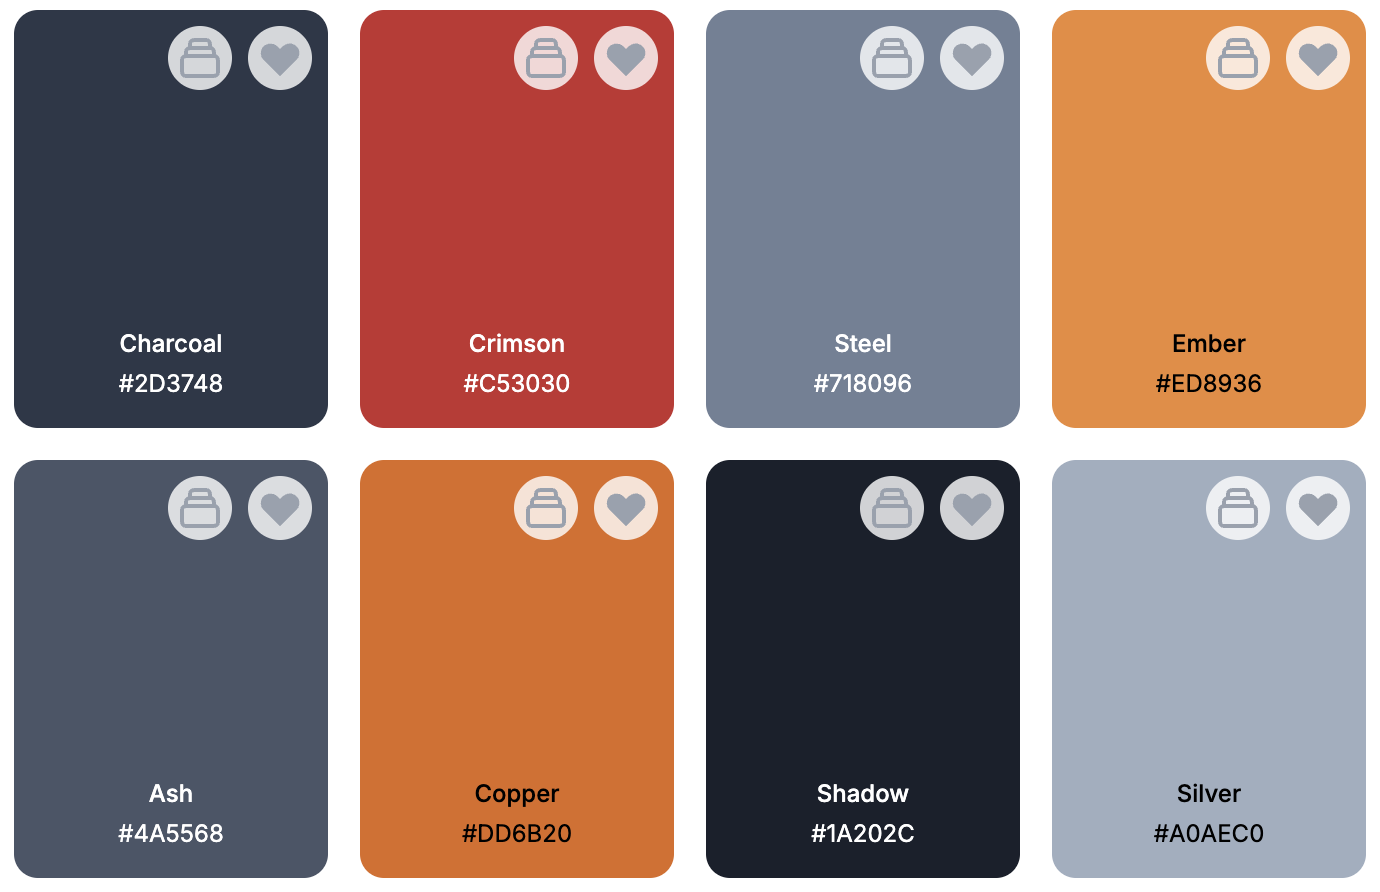 Charcoal
#2D3748
Crimson
#C53030
Steel
#718096
Ember
#ED8936
Ash
#4A5568
Copper
#DD6B20
Shadow
#1A202C
Silver
#A0AEC0